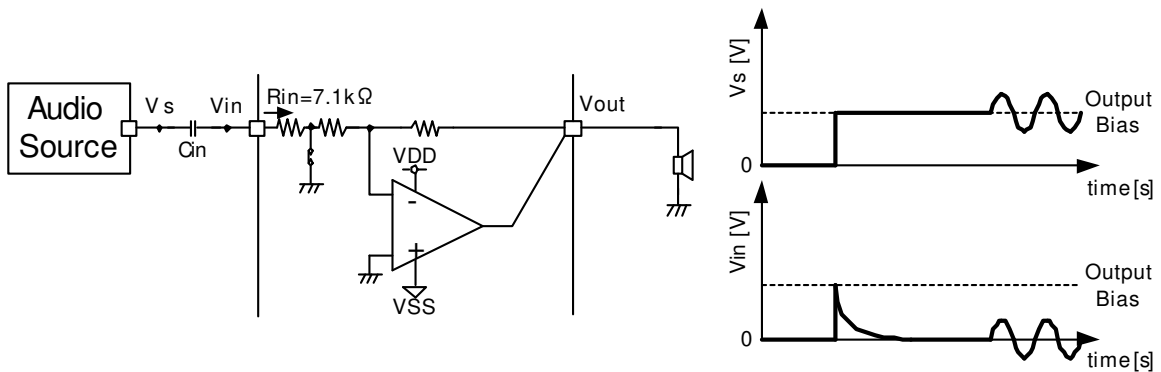 Audio
Source
Vs
Cin
Vin
Rin=7.1kΩ
VDD
-
+
VSS
Vout
Vs [V]
0
Output
Bias
time[s]
Vin [V]
0
Output
Bias
time[s]